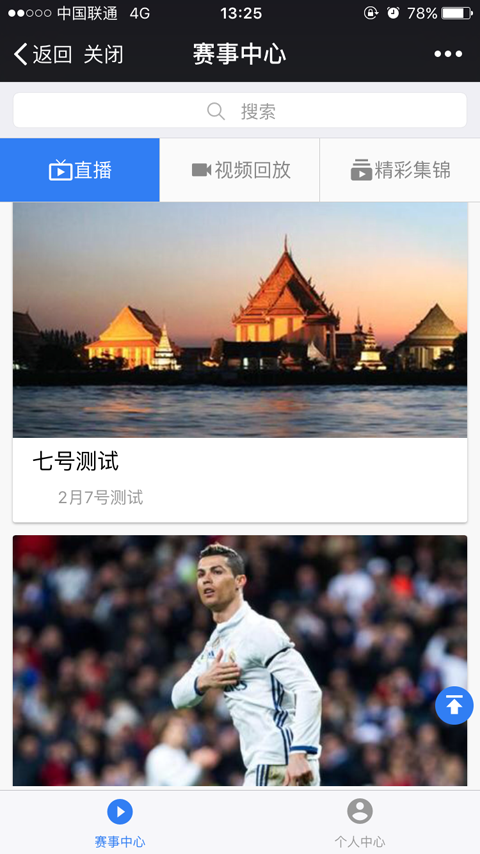 中国联通 4G 13:25 78%
返回 关闭 赛事中心
搜索
直播 视频回放 精彩集锦
七号测试
2月7号测试
赛事中心 个人中心